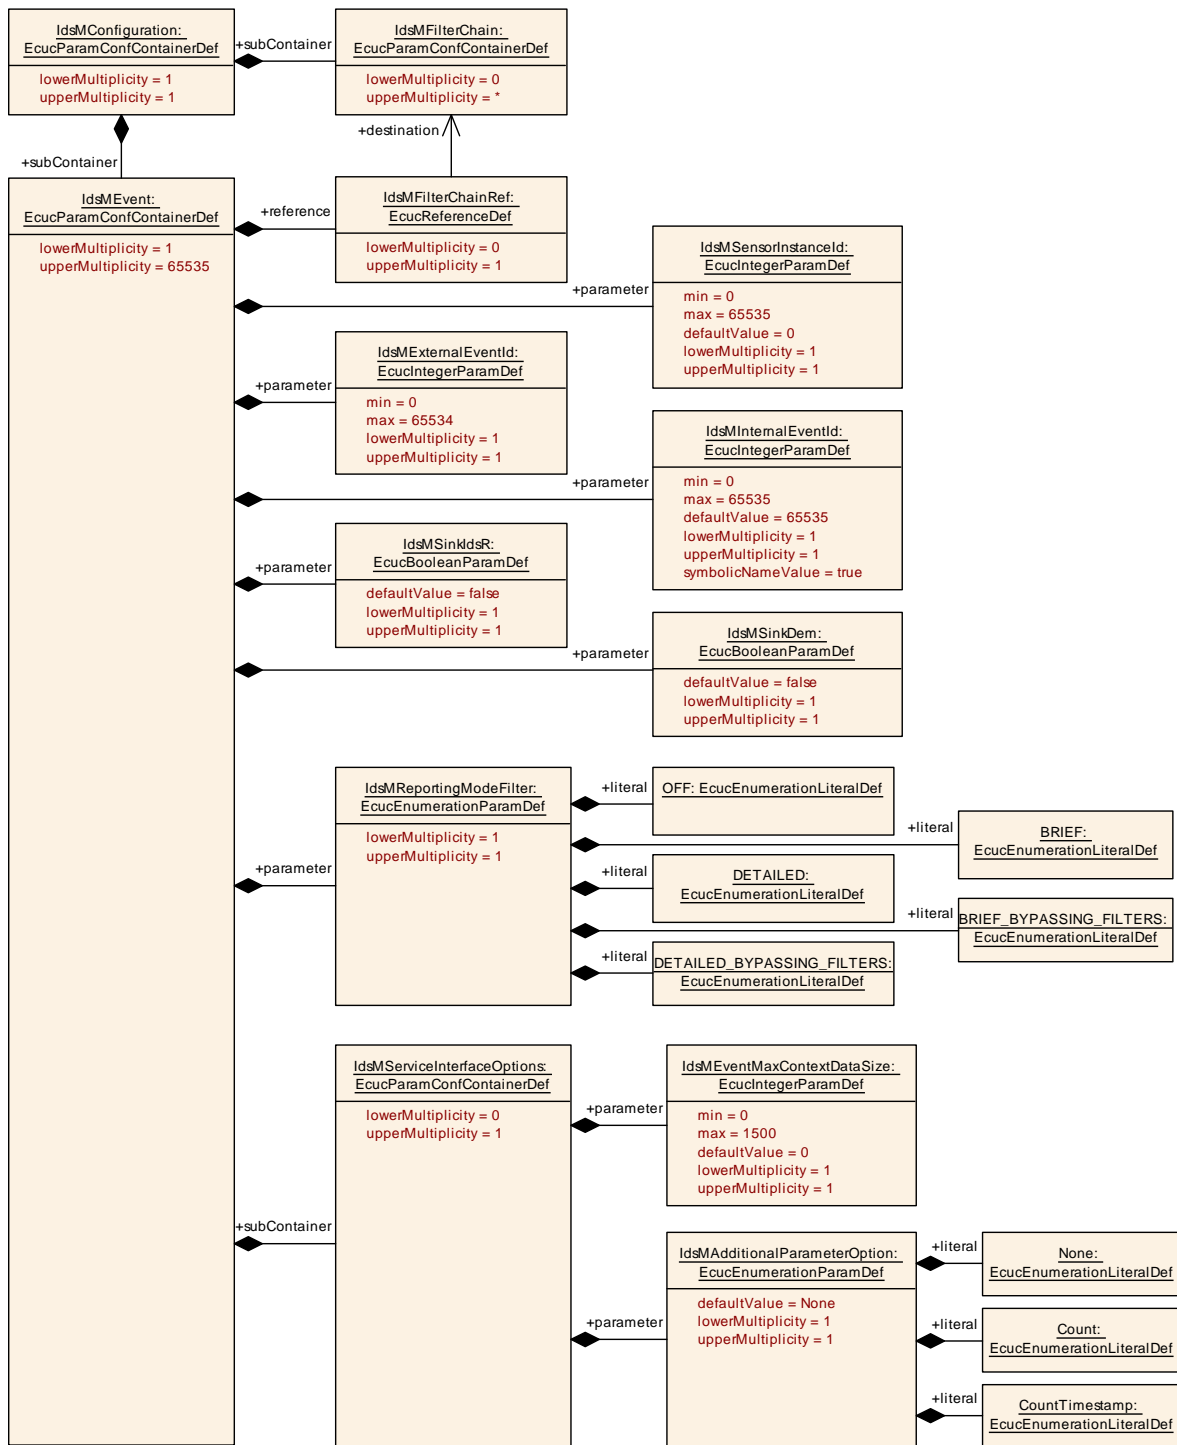 IdsMConfiguration:
EcucParamConfContainerDef
lowerMultiplicity = 1
upperMultiplicity = 1
+subContainer
IdsMFilterChain:
EcucParamConfContainerDef
lowerMultiplicity = 0
upperMultiplicity = *
+destination
+subContainer
IdsMEvent:
EcucParamConfContainerDef
lowerMultiplicity = 1
upperMultiplicity = 65535
+reference
IdsMFilterChainRef:
EcucReferenceDef
lowerMultiplicity = 0
upperMultiplicity = 1
+parameter
IdsMSensorInstanceId:
EcucIntegerParamDef
min = 0
max = 65535
defaultValue = 0
lowerMultiplicity = 1
upperMultiplicity = 1
+parameter
IdsMExternalEventId:
EcucIntegerParamDef
min = 0
max = 65534
lowerMultiplicity = 1
upperMultiplicity = 1
+parameter
IdsMInternalEventId:
EcucIntegerParamDef
min = 0
max = 65535
defaultValue = 65535
lowerMultiplicity = 1
upperMultiplicity = 1
symbolicNameValue = true
+parameter
IdsMSinkIdsR:
EcucBooleanParamDef
defaultValue = false
lowerMultiplicity = 1
upperMultiplicity = 1
+parameter
IdsMSinkDem:
EcucBooleanParamDef
defaultValue = false
lowerMultiplicity = 1
upperMultiplicity = 1
+parameter
IdsMReportingModeFilter:
EcucEnumerationParamDef
lowerMultiplicity = 1
upperMultiplicity = 1
+literal
OFF: EcucEnumerationLiteralDef
+literal
BRIEF:
EcucEnumerationLiteralDef
+literal
DETAILED:
EcucEnumerationLiteralDef
+literal
BRIEF_BYPASSING_FILTERS:
EcucEnumerationLiteralDef
+literal
DETAILED_BYPASSING_FILTERS:
EcucEnumerationLiteralDef
+subContainer
IdsMServiceInterfaceOptions:
EcucParamConfContainerDef
lowerMultiplicity = 0
upperMultiplicity = 1
+parameter
IdsMEventMaxContextDataSize:
EcucIntegerParamDef
min = 0
max = 1500
defaultValue = 0
lowerMultiplicity = 1
upperMultiplicity = 1
+parameter
IdsMAdditionalParameterOption:
EcucEnumerationParamDef
defaultValue = None
lowerMultiplicity = 1
upperMultiplicity = 1
+literal
None:
EcucEnumerationLiteralDef
+literal
Count:
EcucEnumerationLiteralDef
+literal
CountTimestamp:
EcucEnumerationLiteralDef